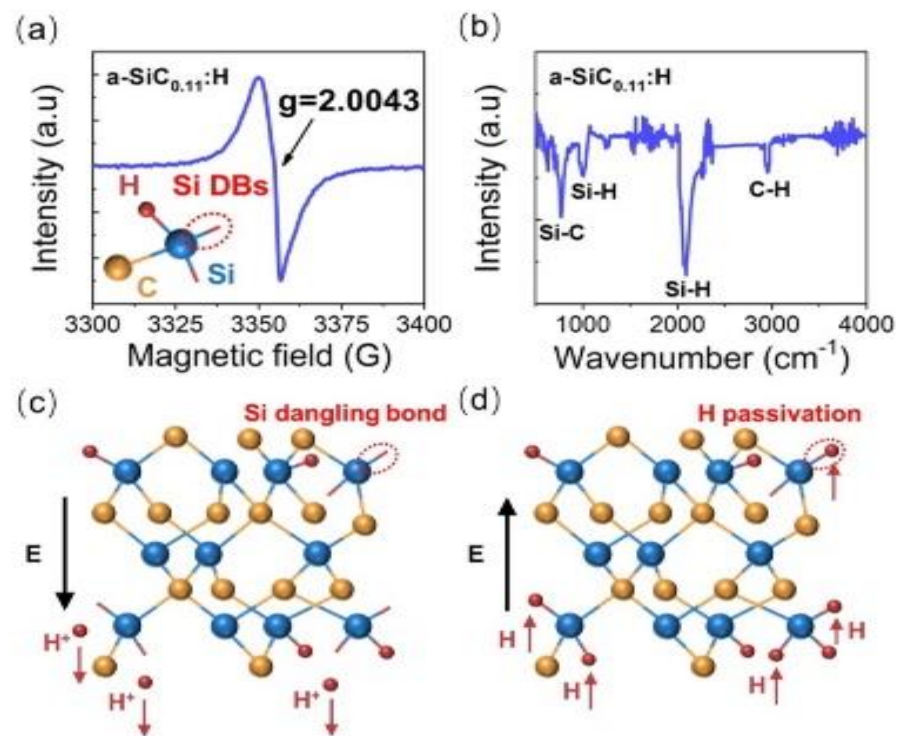 (a)
a-SiC0.11:H
g=2.0043
H
Si DBs
Si
C
Intensity (a.u)
3300 3325 3350 3375 3400
Magnetic field (G)
(b)
a-SiC0.11:H
Si-C
Si-H
Si-H
C-H
Intensity (a.u)
1000 2000 3000 4000
Wavenumber (cm-1)
(c)
Si dangling bond
E
H+
H+
H+
(d)
H passivation
E
H
H
H
H